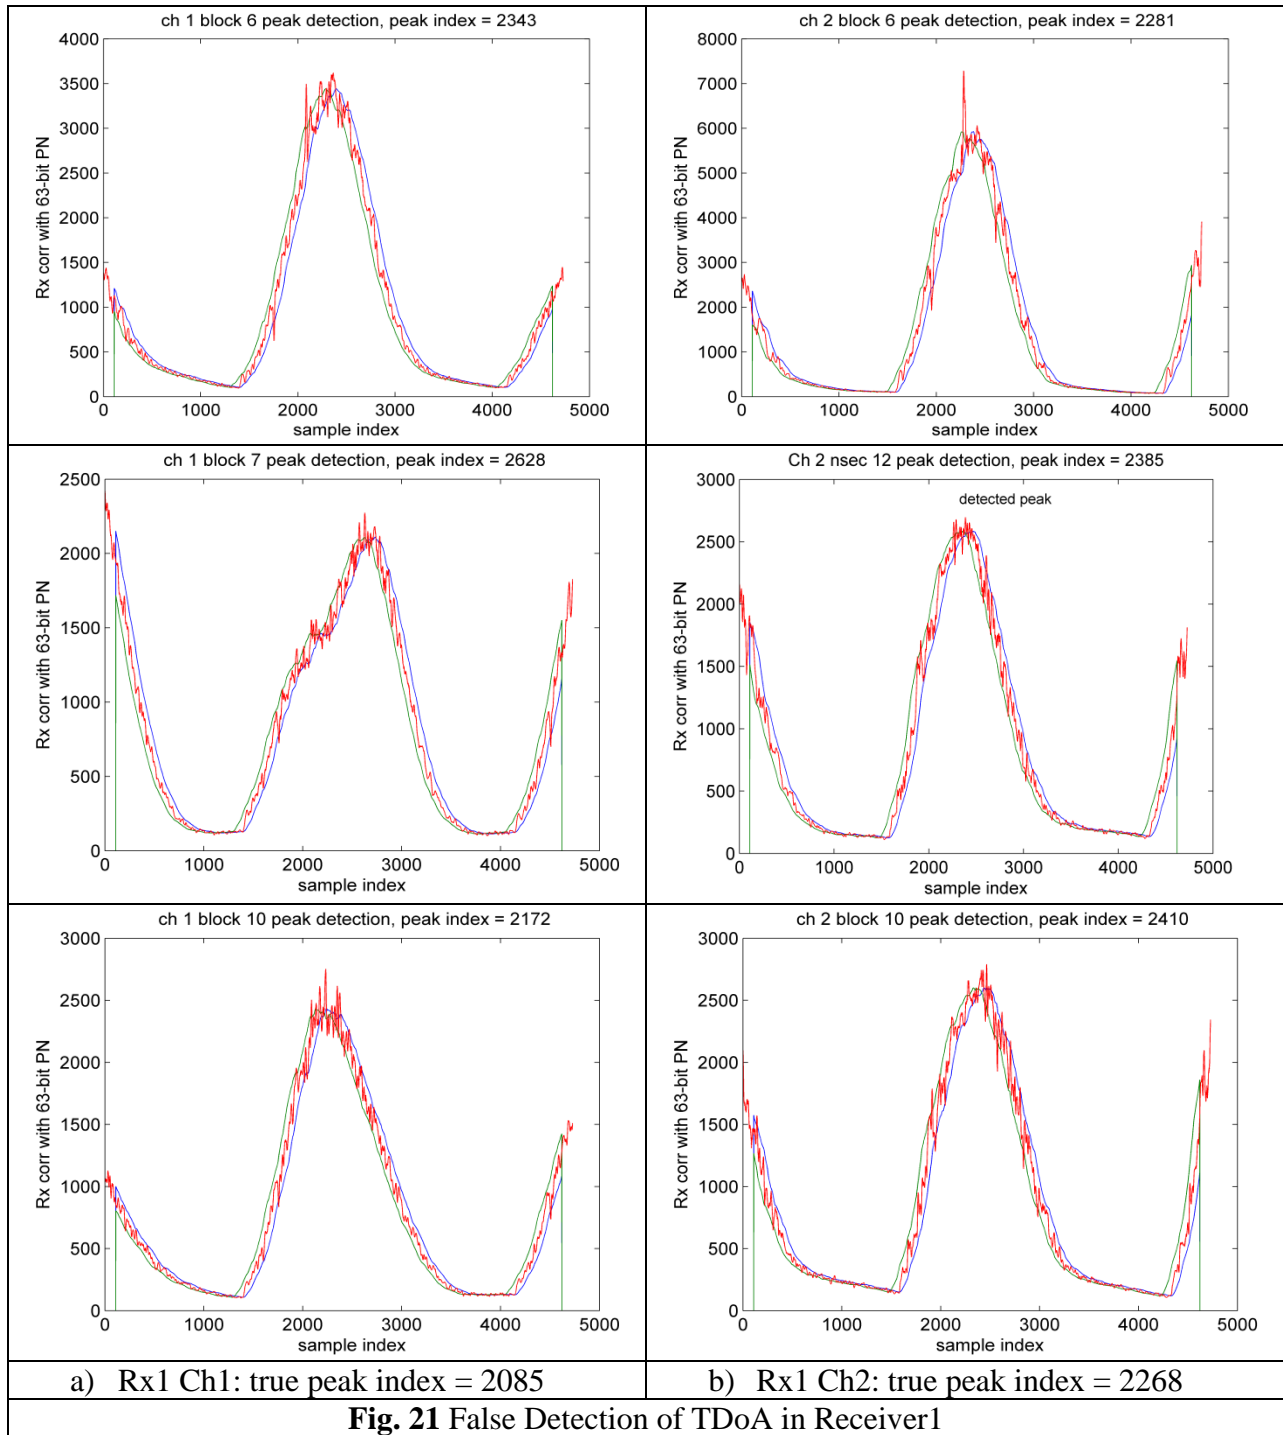 ch 1 block 6 peak detection, peak index = 2343
4000
3500
3000
2500
2000
1500
1000
500
0
Rx corr with 63-bit PN
0 1000 2000 3000 4000 5000
sample index
ch 2 block 6 peak detection, peak index = 2281
8000
7000
6000
5000
4000
3000
2000
1000
0
Rx corr with 63-bit PN
0 1000 2000 3000 4000 5000
sample index
ch 1 block 7 peak detection, peak index = 2628
2500
2000
1500
1000
500
0
Rx corr with 63-bit PN
0 1000 2000 3000 4000 5000
sample index
Ch 2 nsec 12 peak detection, peak index = 2385
detected peak
3000
2500
2000
1500
1000
500
0
Rx corr with 63-bit PN
0 1000 2000 3000 4000 5000
sample index
ch 1 block 10 peak detection, peak index = 2172
3000
2500
2000
1500
1000
500
0
Rx corr with 63-bit PN
0 1000 2000 3000 4000 5000
sample index
ch 2 block 10 peak detection, peak index = 2410
3000
2500
2000
1500
1000
500
0
Rx corr with 63-bit PN
0 1000 2000 3000 4000 5000
sample index
a) Rx1 Ch1: true peak index = 2085
b) Rx1 Ch2: true peak index = 2268
Fig. 21 False Detection of TDoA in Receiver1